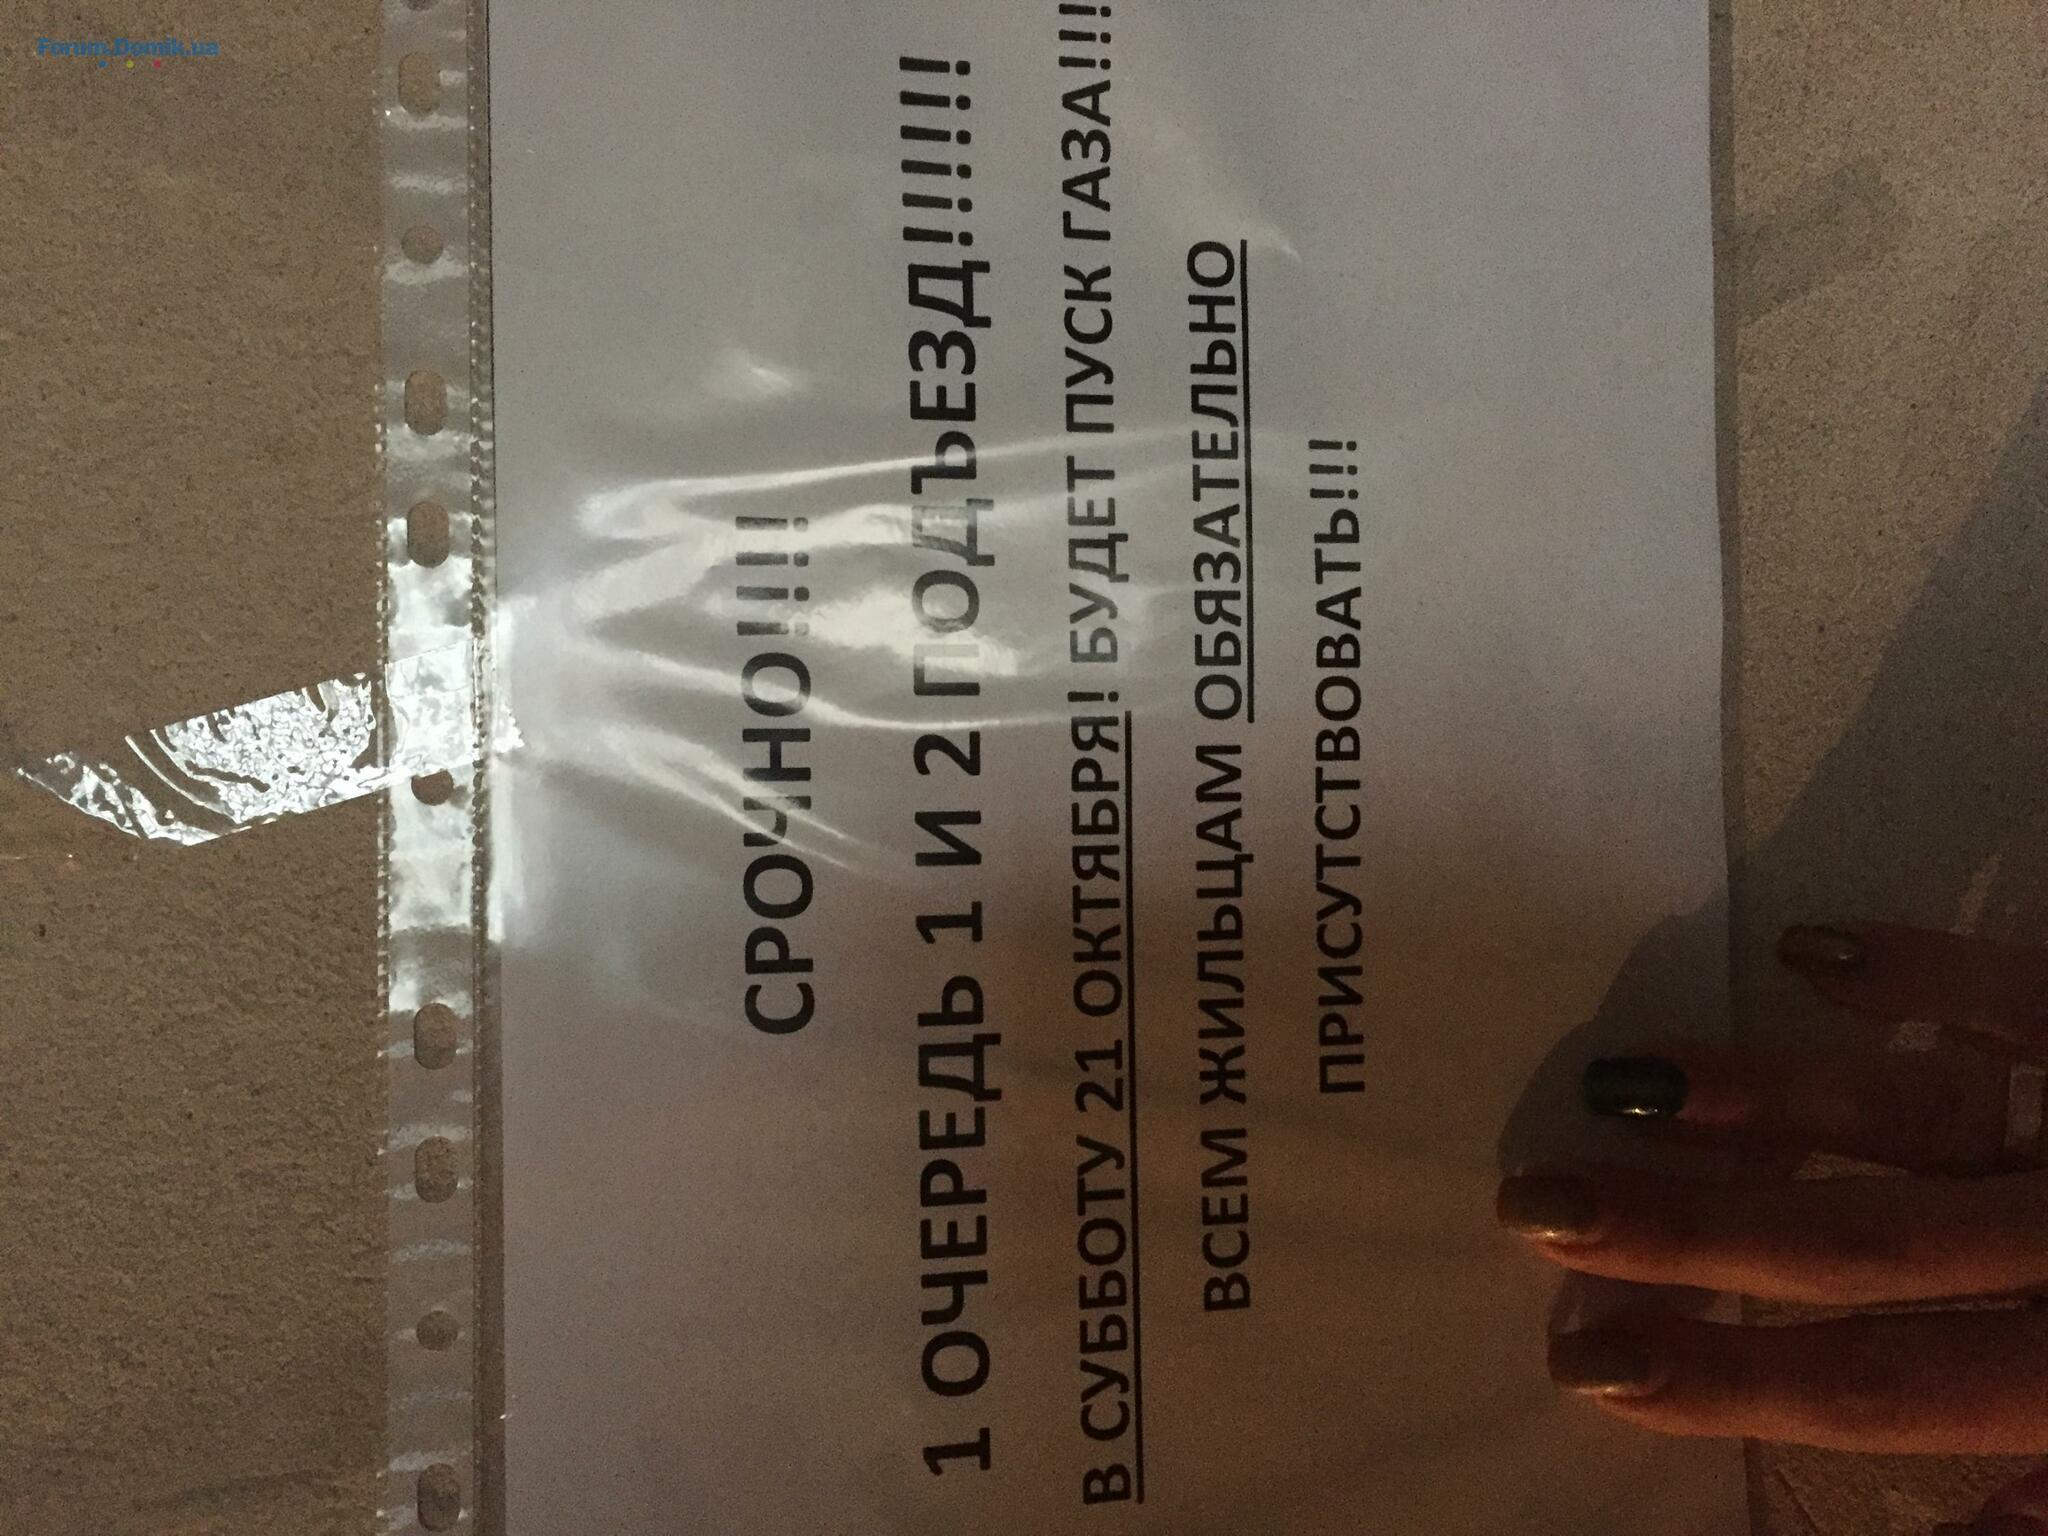 Forum.Domik.ua
СРОЧНО!!!!!
1 ОЧЕРЕДЬ 1 И 2 ПОДЪЕЗД!!!!!!!
В СУББОТУ 21 ОКТЯБРЯ! БУДЕТ ПУСК ГАЗА!!!!
ВСЕМ ЖИЛЬЦАМ ОБЯЗАТЕЛЬНО
ПРИСУТСТВОВАТЬ!!!